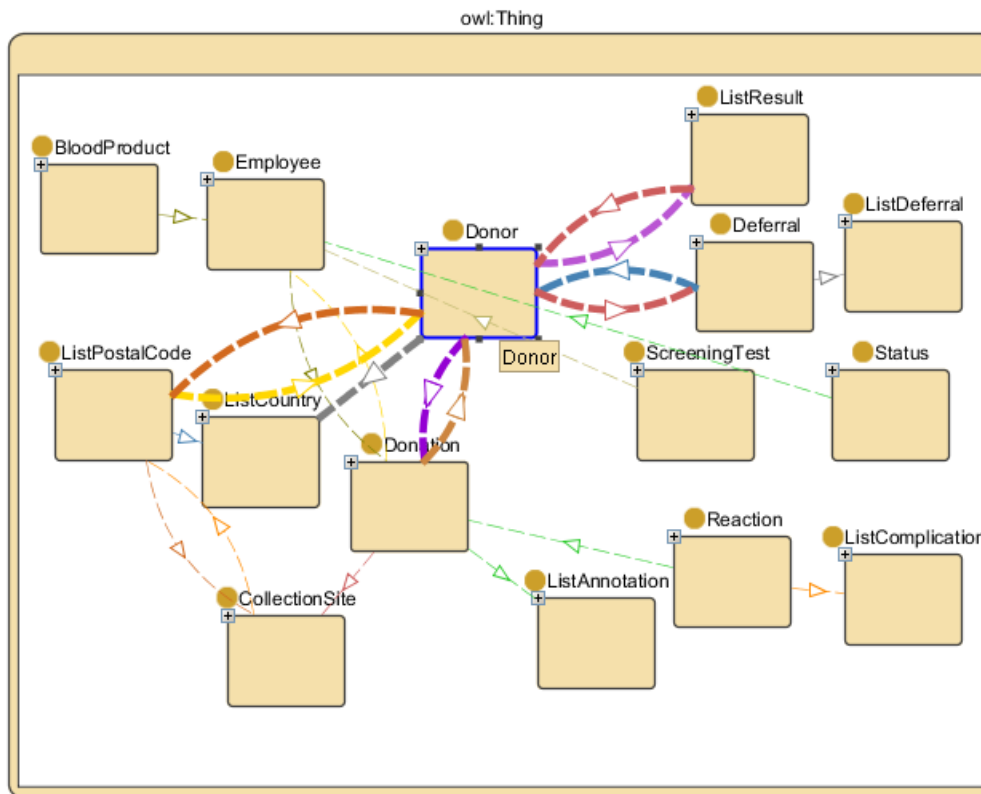 owl:Thing
ListResult
BloodProduct
Employee
ListDeferral
Donor
Deferral
Donor
ListPostalCode
ListCountry
ScreeningTest
Status
Donation
Reaction
ListComplication
ListAnnotation
CollectionSite